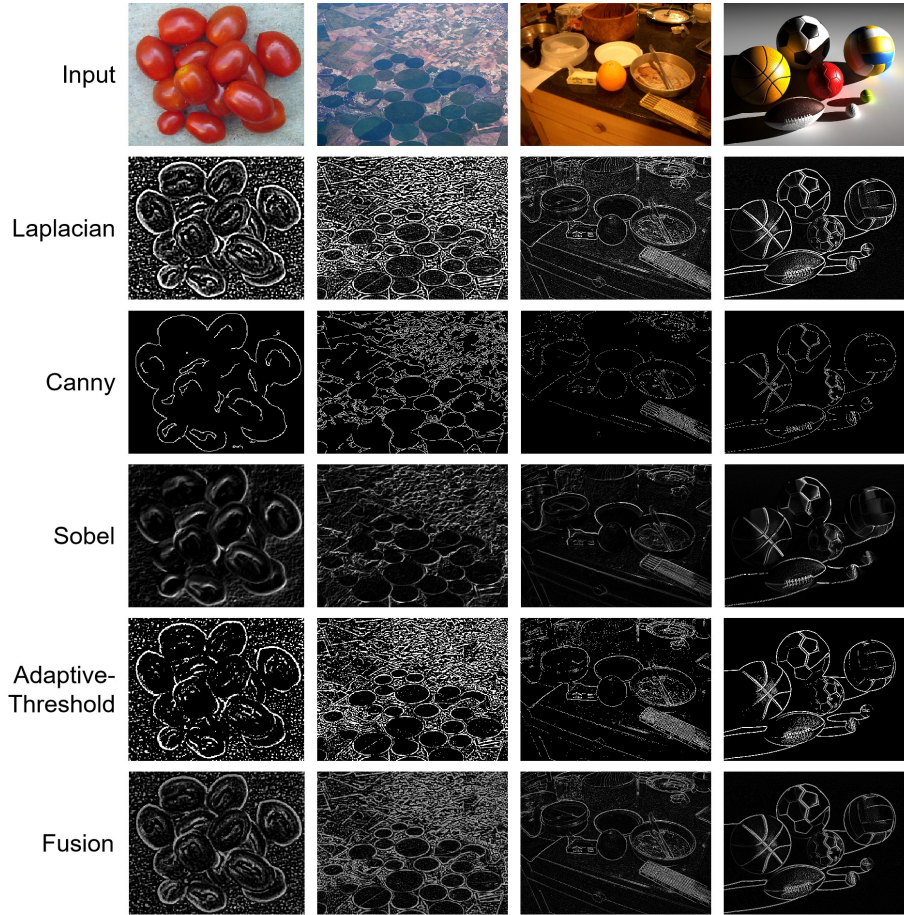 Input
Laplacian
Canny
Sobel
Adaptive-
Threshold
Fusion